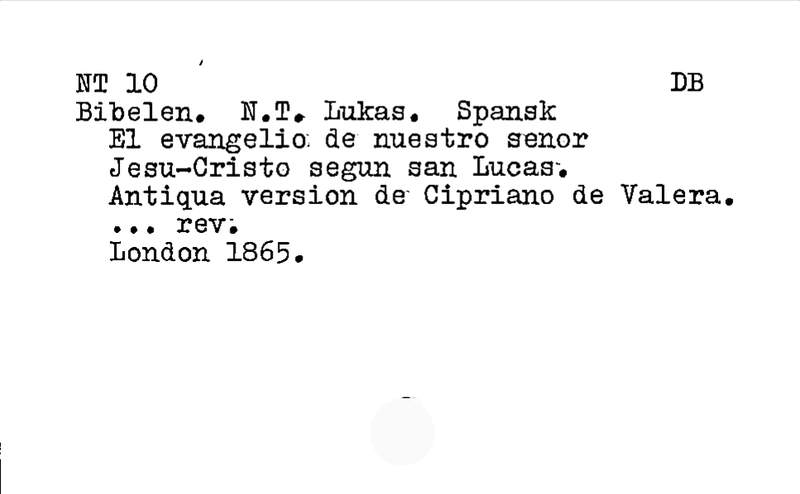 NT 10 DB
Bibelen. N.T. Lukas. Spansk
El evangelio de nuestro senor
Jesu-Cristo segun san Lucas.
Antiqua version de Cipriano de Valera.
... rev.
London 1865.